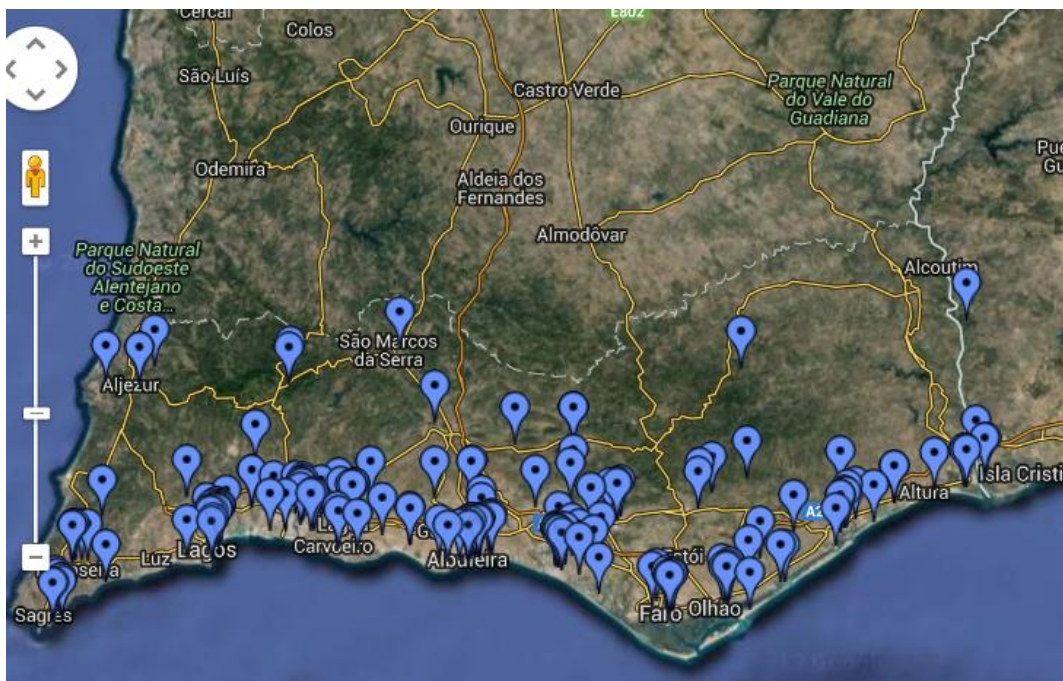 Cercal
Colos
E802
São Luís
Castro Verde
Parque Natural
do Vale do
Guadiana
Ourique
Odemira
Aldeia dos
Fernandes
Almodôvar
Parque Natural
do Sudoeste
Alentejano
e Costa...
Alcoutim
São Marcos
da Serra
Aljezur
Isla Cristi
Altura
A2
Luz
Lagos
Carvoeiro
Albufeira
Faro
Olhão
Sagres